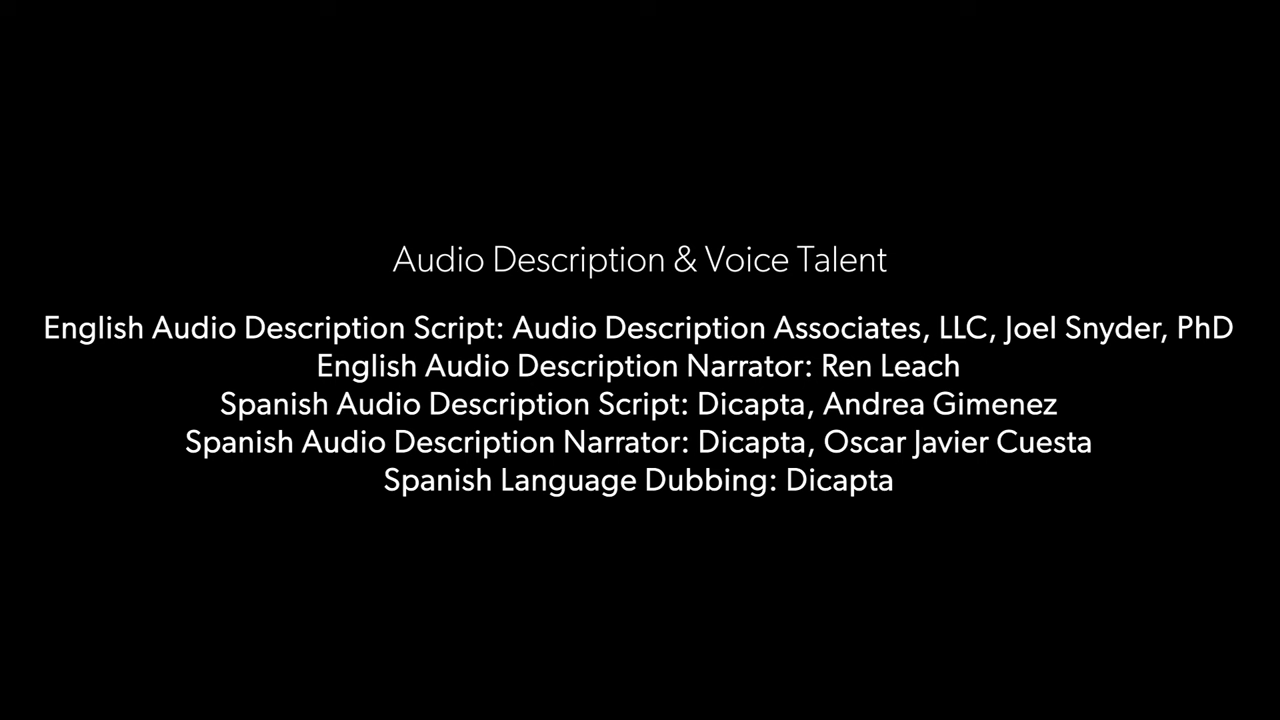 Audio Description & Voice Talent
English Audio Description Script: Audio Description Associates, LLC, Joel Snyder, PhD
English Audio Description Narrator: Ren Leach
Spanish Audio Description Script: Dicapta, Andrea Gimenez
Spanish Audio Description Narrator: Dicapta, Oscar Javier Cuesta
Spanish Language Dubbing: Dicapta